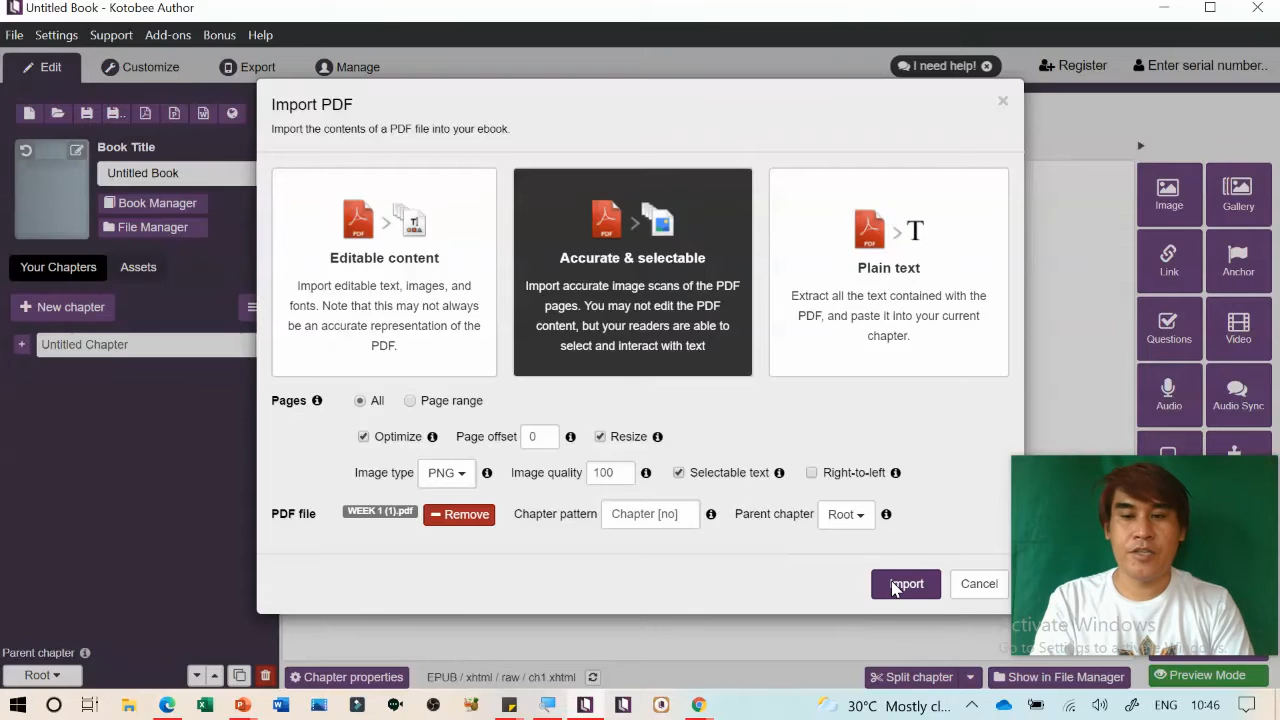 Untitled Book - Kotobee Author
File Settings Support Add-ons Bonus Help
Edit Customize Export Manage I need help! Register Enter serial number..
Import PDF
Import the contents of a PDF file into your ebook.
Book Title
Untitled Book
Book Manager
File Manager
Your Chapters Assets
New chapter
Untitled Chapter
Editable content
Import editable text, images, and
fonts. Note that this may not always
be an accurate representation of the
PDF.
Accurate & selectable
Import accurate image scans of the PDF
pages. You may not edit the PDF
content, but your readers are able to
select and interact with text
T
Plain text
Extract all the text contained with the
PDF, and paste it into your current
chapter.
Pages All Page range
Optimize Page offset 0 Resize
Image type PNG Image quality 100 Selectable text Right-to-left
PDF file WEEK 1 (1).pdf Remove Chapter pattern Chapter [no] Parent chapter Root
Import Cancel
Image Gallery
Link Anchor
Questions Video
Audio Audio Sync
Activate Windows
Go to Settings to activate Windows.
Parent chapter
Root
Chapter properties EPUB / xhtml / raw / ch1.xhtml Split chapter Show in File Manager Preview Mode
30°C Mostly cl... ENG 10:46